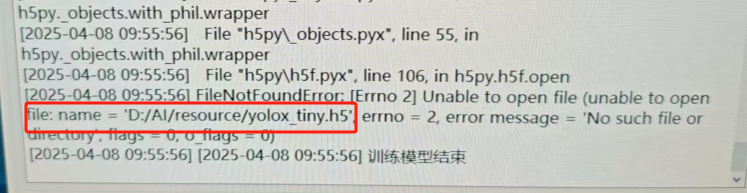 h5py._objects.with_phil.wrapper
[2025-04-08 09:55:56]   File "h5py\_objects.pyx", line 55, in
h5py._objects.with_phil.wrapper
[2025-04-08 09:55:56]   File "h5py\h5f.pyx", line 106, in h5py.h5f.open
[2025-04-08 09:55:56] FileNotFoundError: [Errno 2] Unable to open file (unable to open
file: name = 'D:/AI/resource/yolox_tiny.h5', errno = 2, error message = 'No such file or
directory', flags = 0, o_flags = 0)
[2025-04-08 09:55:56] [2025-04-08 09:55:56] 训练模型结束